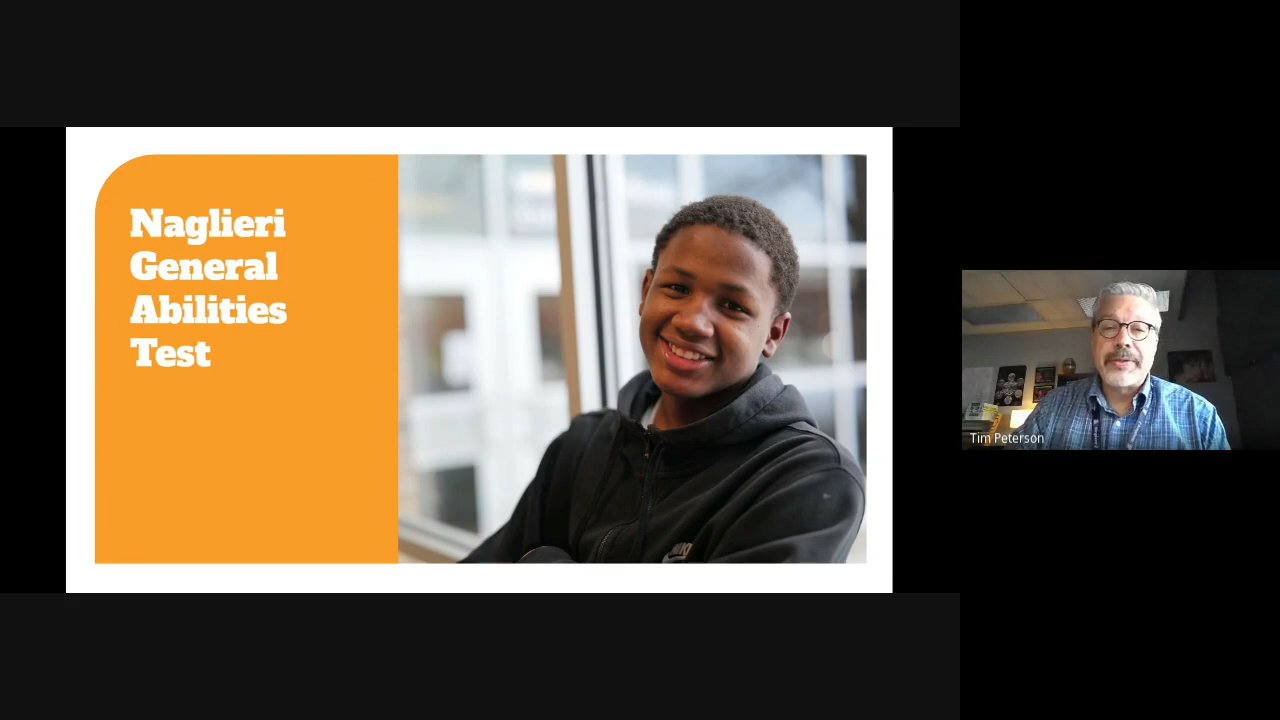 Naglieri
General
Abilities
Test
Tim Peterson